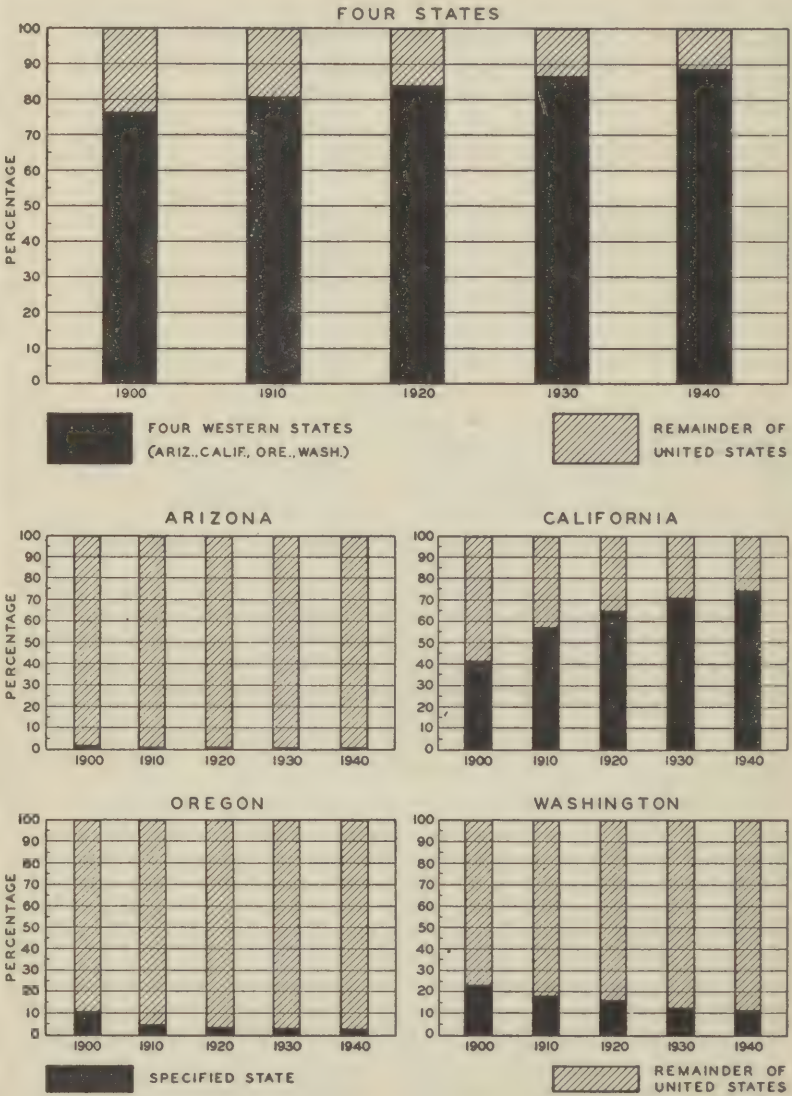 FOUR STATES
PERCENTAGE
100
90
80
70
60
50
40
30
20
10
0
1900 1910 1920 1930 1940
FOUR WESTERN STATES
(ARIZ., CALIF., ORE., WASH.)
REMAINDER OF
UNITED STATES
ARIZONA
PERCENTAGE
100
90
80
70
60
50
40
30
20
10
0
1900 1910 1920 1930 1940
CALIFORNIA
100
90
80
70
60
50
40
30
20
10
0
1900 1910 1920 1930 1940
OREGON
PERCENTAGE
100
90
80
70
60
50
40
30
20
10
0
1900 1910 1920 1930 1940
WASHINGTON
100
90
80
70
60
50
40
30
20
10
0
1900 1910 1920 1930 1940
SPECIFIED STATE
REMAINDER OF
UNITED STATES